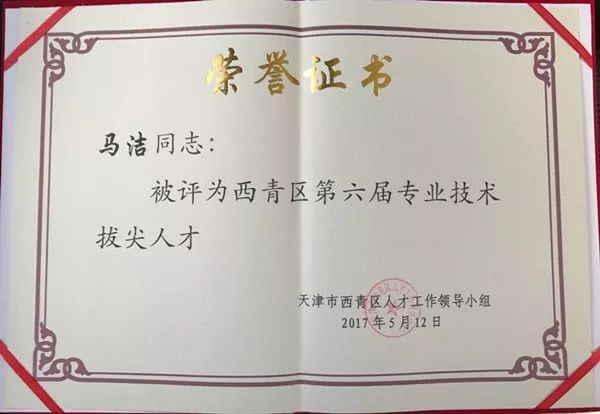 荣誉证书
马洁同志：
被评为西青区第六届专业技术
拔尖人才
天津市西青区人才工作领导小组
2017年5月12日